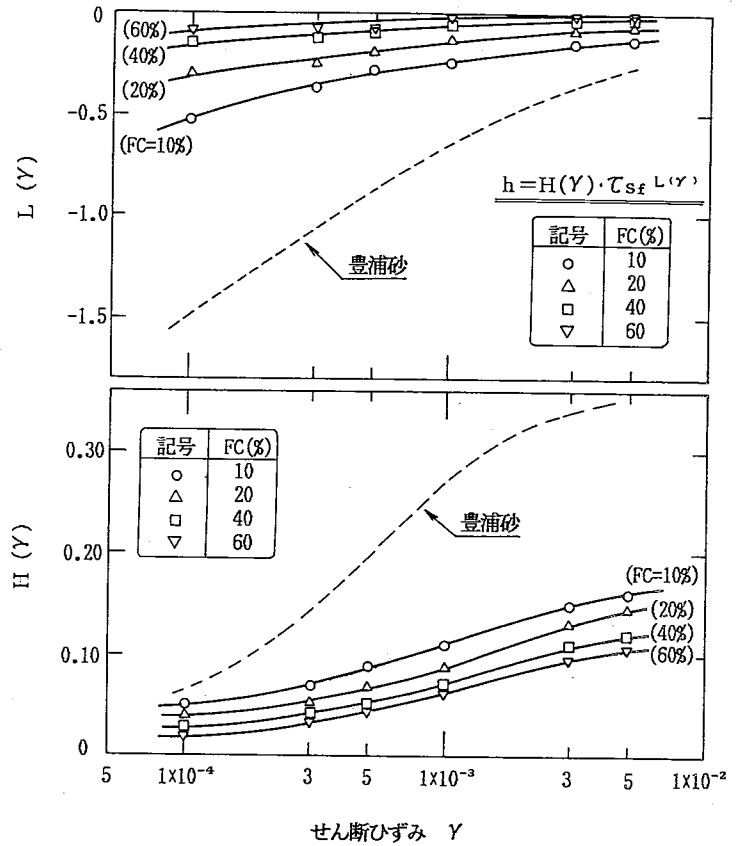 0
-0.5
-1.0
-1.5
L (γ)
(60%)
(40%)
(20%)
(FC=10%)
h=H(γ)·τsf L(γ)
豊浦砂
記号 FC(%)
○ 10
△ 20
□ 40
▽ 60
0.30
0.20
0.10
0
H (γ)
記号 FC(%)
○ 10
△ 20
□ 40
▽ 60
豊浦砂
(FC=10%)
(20%)
(40%)
(60%)
5 1x10⁻⁴ 3 5 1x10⁻³ 3 5 1x10⁻²
せん断ひずみ γ